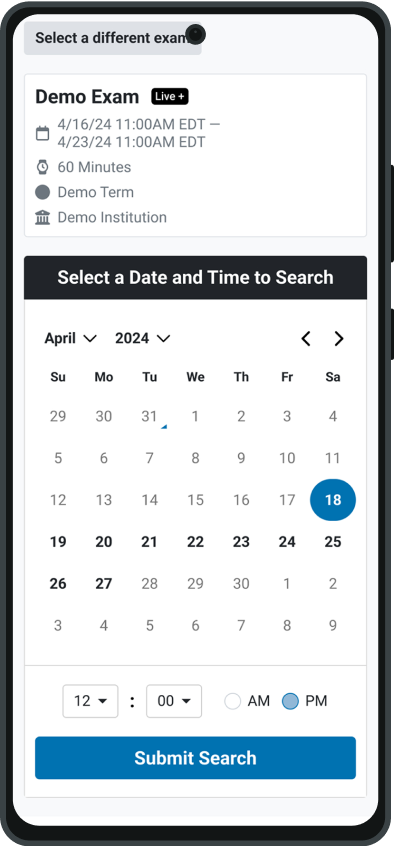 Select a different exam
Demo Exam Live +
4/16/24 11:00AM EDT —
4/23/24 11:00AM EDT
60 Minutes
Demo Term
Demo Institution
Select a Date and Time to Search
April 2024
Su Mo Tu We Th Fr Sa
29 30 31 1 2 3 4
5 6 7 8 9 10 11
12 13 14 15 16 17 18
19 20 21 22 23 24 25
26 27 28 29 30 1 2
3 4 5 6 7 8 9
12 : 00 AM PM
Submit Search